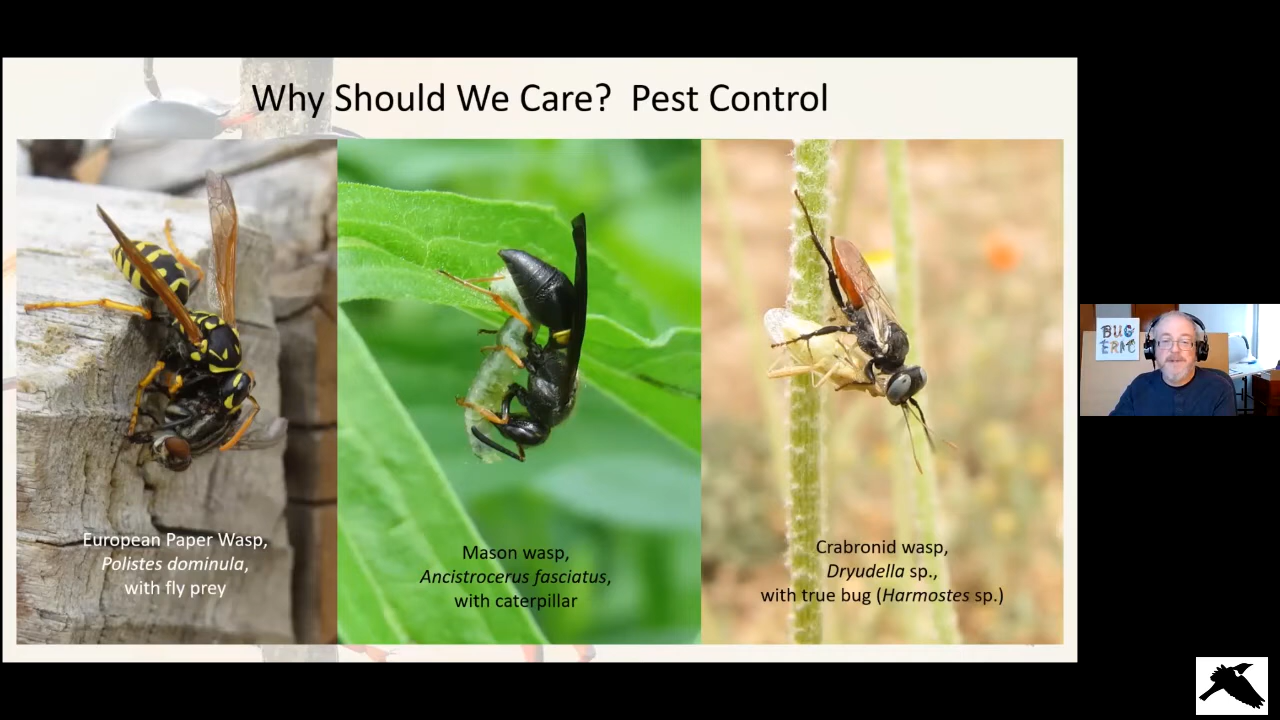 Why Should We Care?  Pest Control
European Paper Wasp,
Polistes dominula,
with fly prey
Mason wasp,
Ancistrocerus fasciatus,
with caterpillar
Crabronid wasp,
Dryudella sp.,
with true bug (Harmostes sp.)
BUG
ERIC